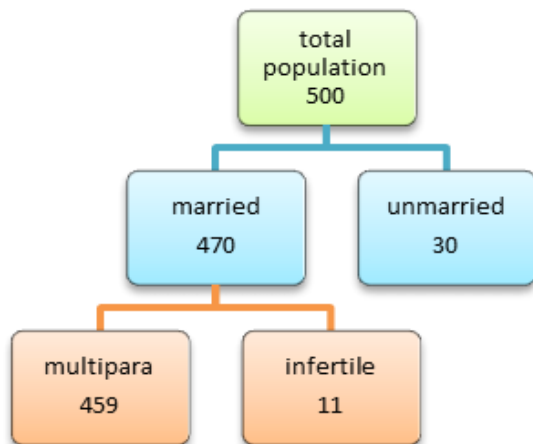 total
population
500
married
470
unmarried
30
multipara
459
infertile
11